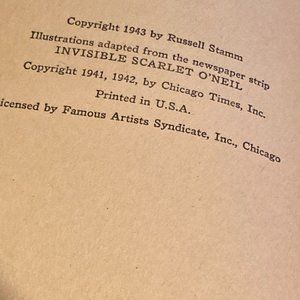 Copyright 1943 by Russell Stamm
Illustrations adapted from the newspaper strip
INVISIBLE SCARLET O'NEIL
Copyright 1941, 1942, by Chicago Times, Inc.
Printed in U.S.A.
icensed by Famous Artists Syndicate, Inc., Chicago